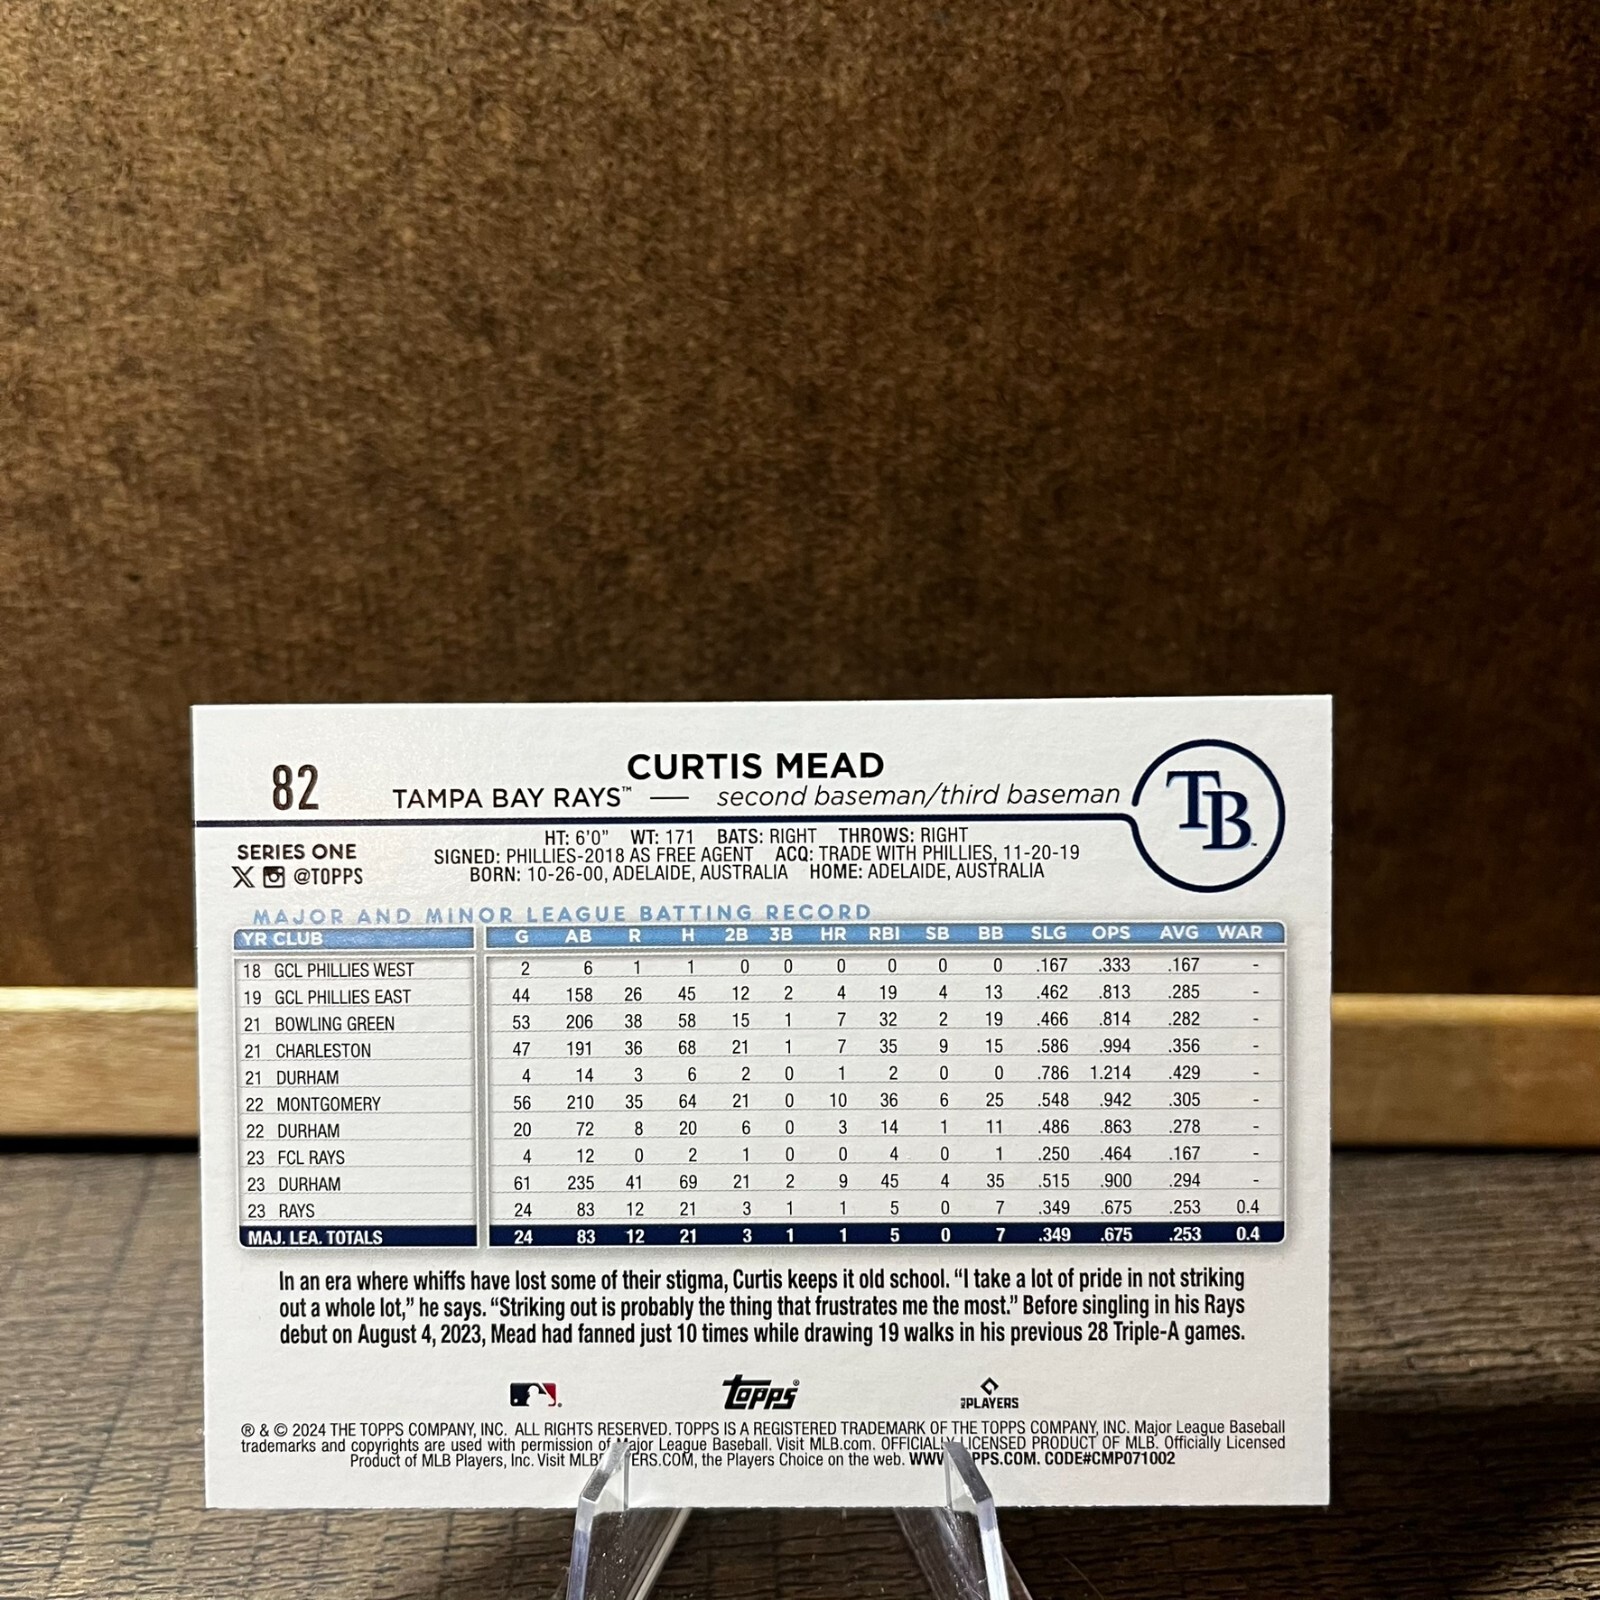 82
CURTIS MEAD
TAMPA BAY RAYS™ — second baseman/third baseman
TB
HT: 6'0" WT: 171 BATS: RIGHT THROWS: RIGHT
SERIES ONE
SIGNED: PHILLIES-2018 AS FREE AGENT ACQ: TRADE WITH PHILLIES, 11-20-19
@TOPPS
BORN: 10-26-00, ADELAIDE, AUSTRALIA HOME: ADELAIDE, AUSTRALIA
MAJOR AND MINOR LEAGUE BATTING RECORD
YR CLUB G AB R H 2B 3B HR RBI SB BB SLG OPS AVG WAR
18 GCL PHILLIES WEST 2 6 1 1 0 0 0 0 0 0 .167 .333 .167 -
19 GCL PHILLIES EAST 44 158 26 45 12 2 4 19 4 13 .462 .813 .285 -
21 BOWLING GREEN 53 206 38 58 15 1 7 32 2 19 .466 .814 .282 -
21 CHARLESTON 47 191 36 68 21 1 7 35 9 15 .586 .994 .356 -
21 DURHAM 4 14 3 6 2 0 1 2 0 0 .786 1.214 .429 -
22 MONTGOMERY 56 210 35 64 21 0 10 36 6 25 .548 .942 .305 -
22 DURHAM 20 72 8 20 6 0 3 14 1 11 .486 .863 .278 -
23 FCL RAYS 4 12 0 2 1 0 0 4 0 1 .250 .464 .167 -
23 DURHAM 61 235 41 69 21 2 9 45 4 35 .515 .900 .294 -
23 RAYS 24 83 12 21 3 1 1 5 0 7 .349 .675 .253 0.4
MAJ. LEA. TOTALS 24 83 12 21 3 1 1 5 0 7 .349 .675 .253 0.4
In an era where whiffs have lost some of their stigma, Curtis keeps it old school. “I take a lot of pride in not striking
out a whole lot,” he says. “Striking out is probably the thing that frustrates me the most.” Before singling in his Rays
debut on August 4, 2023, Mead had fanned just 10 times while drawing 19 walks in his previous 28 Triple-A games.
topps® MLB PLAYERS
® & © 2024 THE TOPPS COMPANY, INC. ALL RIGHTS RESERVED. TOPPS IS A REGISTERED TRADEMARK OF THE TOPPS COMPANY, INC. Major League Baseball
trademarks and copyrights are used with permission of Major League Baseball. Visit MLB.com. OFFICIALLY LICENSED PRODUCT OF MLB. Officially Licensed
Product of MLB Players, Inc. Visit the Players Choice on the web. CODE#CMP071002